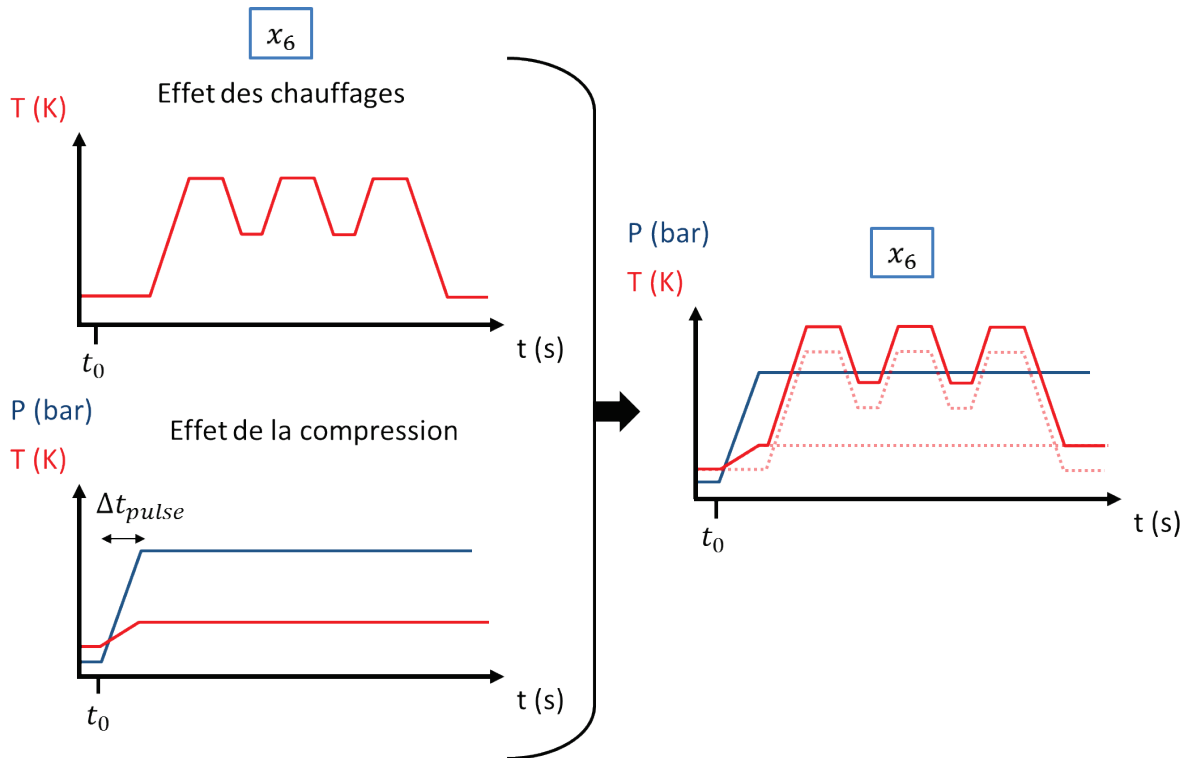 x₆
Effet des chauffages
T (K)
t (s)
t₀
P (bar)
Effet de la compression
T (K)
Δt_pulse
t (s)
t₀
P (bar)
x₆
T (K)
t (s)
t₀